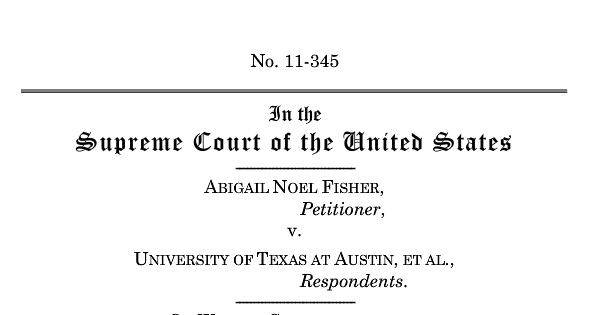 No. 11-345
In the
Supreme Court of the United States
ABIGAIL NOEL FISHER,
Petitioner,
v.
UNIVERSITY OF TEXAS AT AUSTIN, ET AL.,
Respondents.